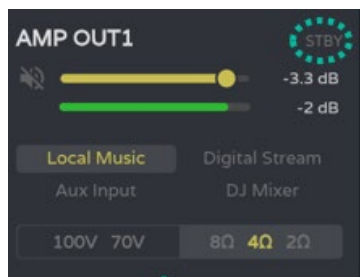 AMP OUT1 STBY
-3.3 dB
-2 dB
Local Music Digital Stream
Aux Input DJ Mixer
100V 70V 8Ω 4Ω 2Ω